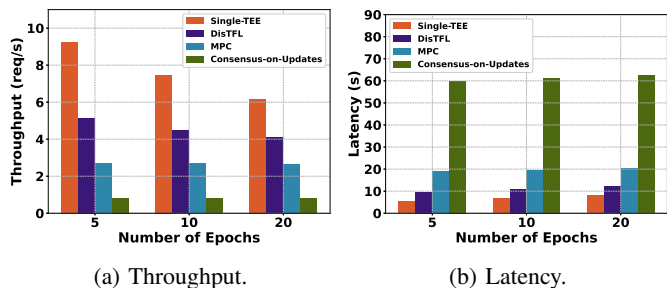 Throughput (req/s)
10
8
6
4
2
0
5
10
20
Number of Epochs
Single-TEE
DisTFL
MPC
Consensus-on-Updates
(a) Throughput.
Latency (s)
90
80
70
60
50
40
30
20
10
0
5
10
20
Number of Epochs
Single-TEE
DisTFL
MPC
Consensus-on-Updates
(b) Latency.